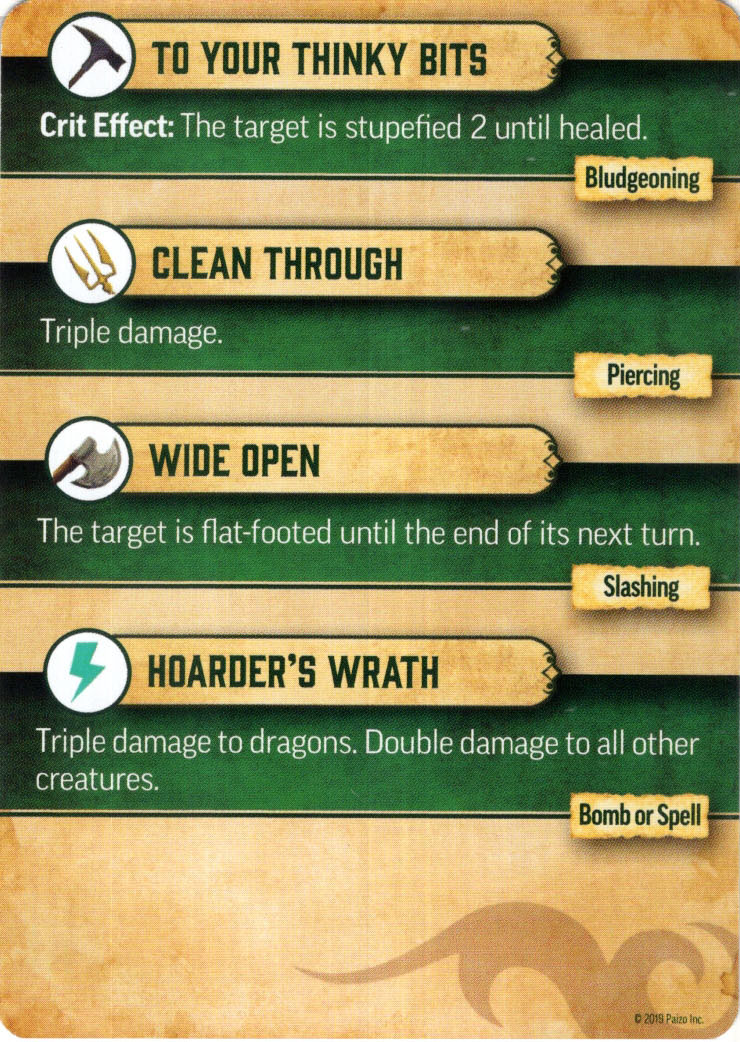 TO YOUR THINKY BITS
Crit Effect: The target is stupefied 2 until healed.
Bludgeoning
CLEAN THROUGH
Triple damage.
Piercing
WIDE OPEN
The target is flat-footed until the end of its next turn.
Slashing
HOARDER'S WRATH
Triple damage to dragons. Double damage to all other
creatures.
Bomb or Spell
© 2019 Paizo Inc.